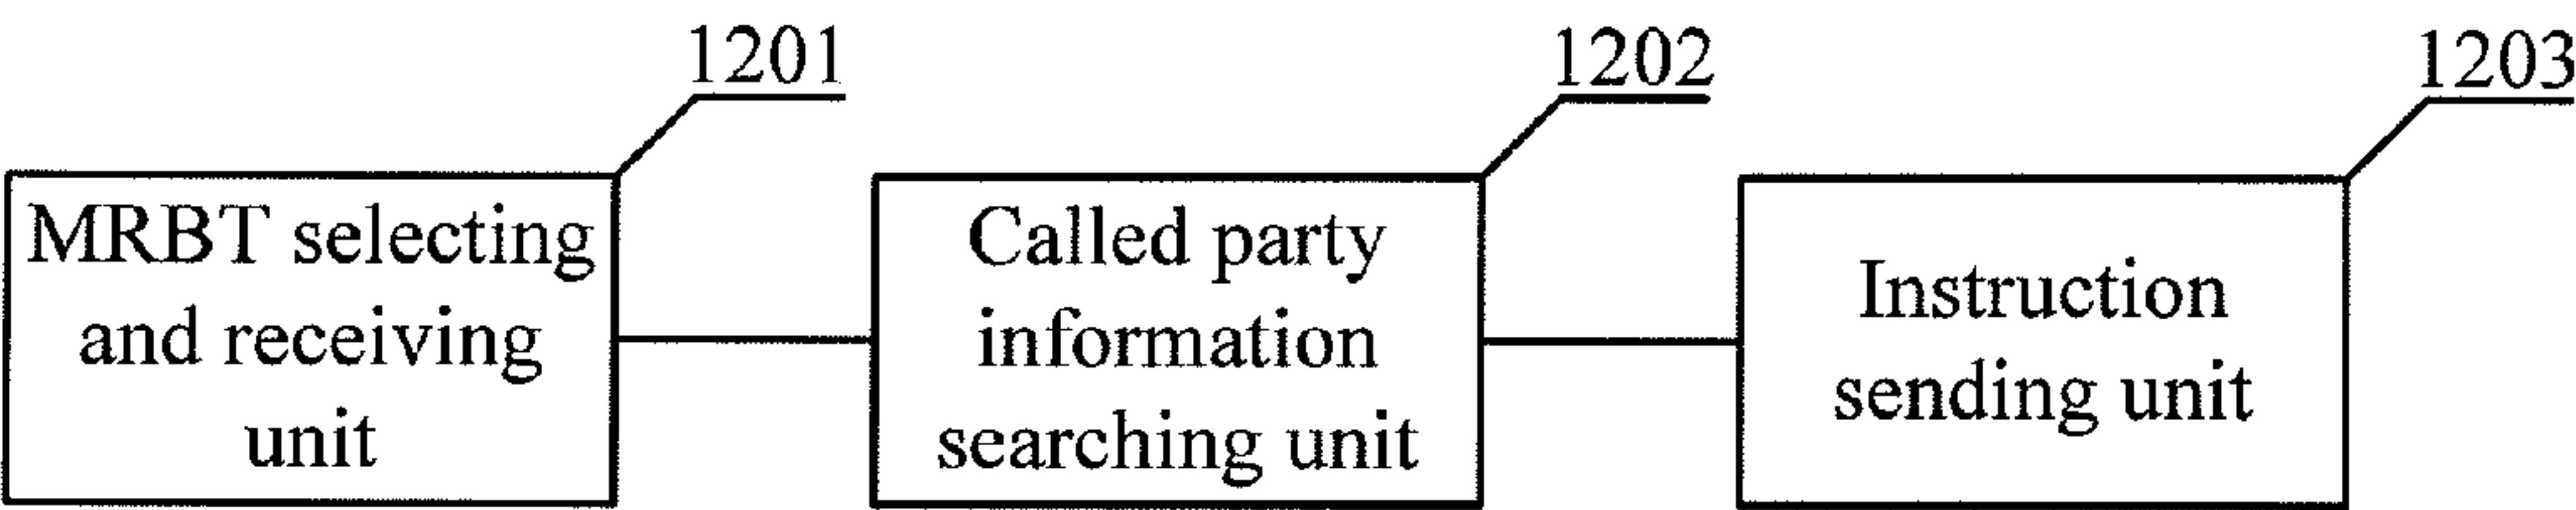 1201
1202
1203
MRBT selecting
and receiving
unit
Called party
information
searching unit
Instruction
sending unit